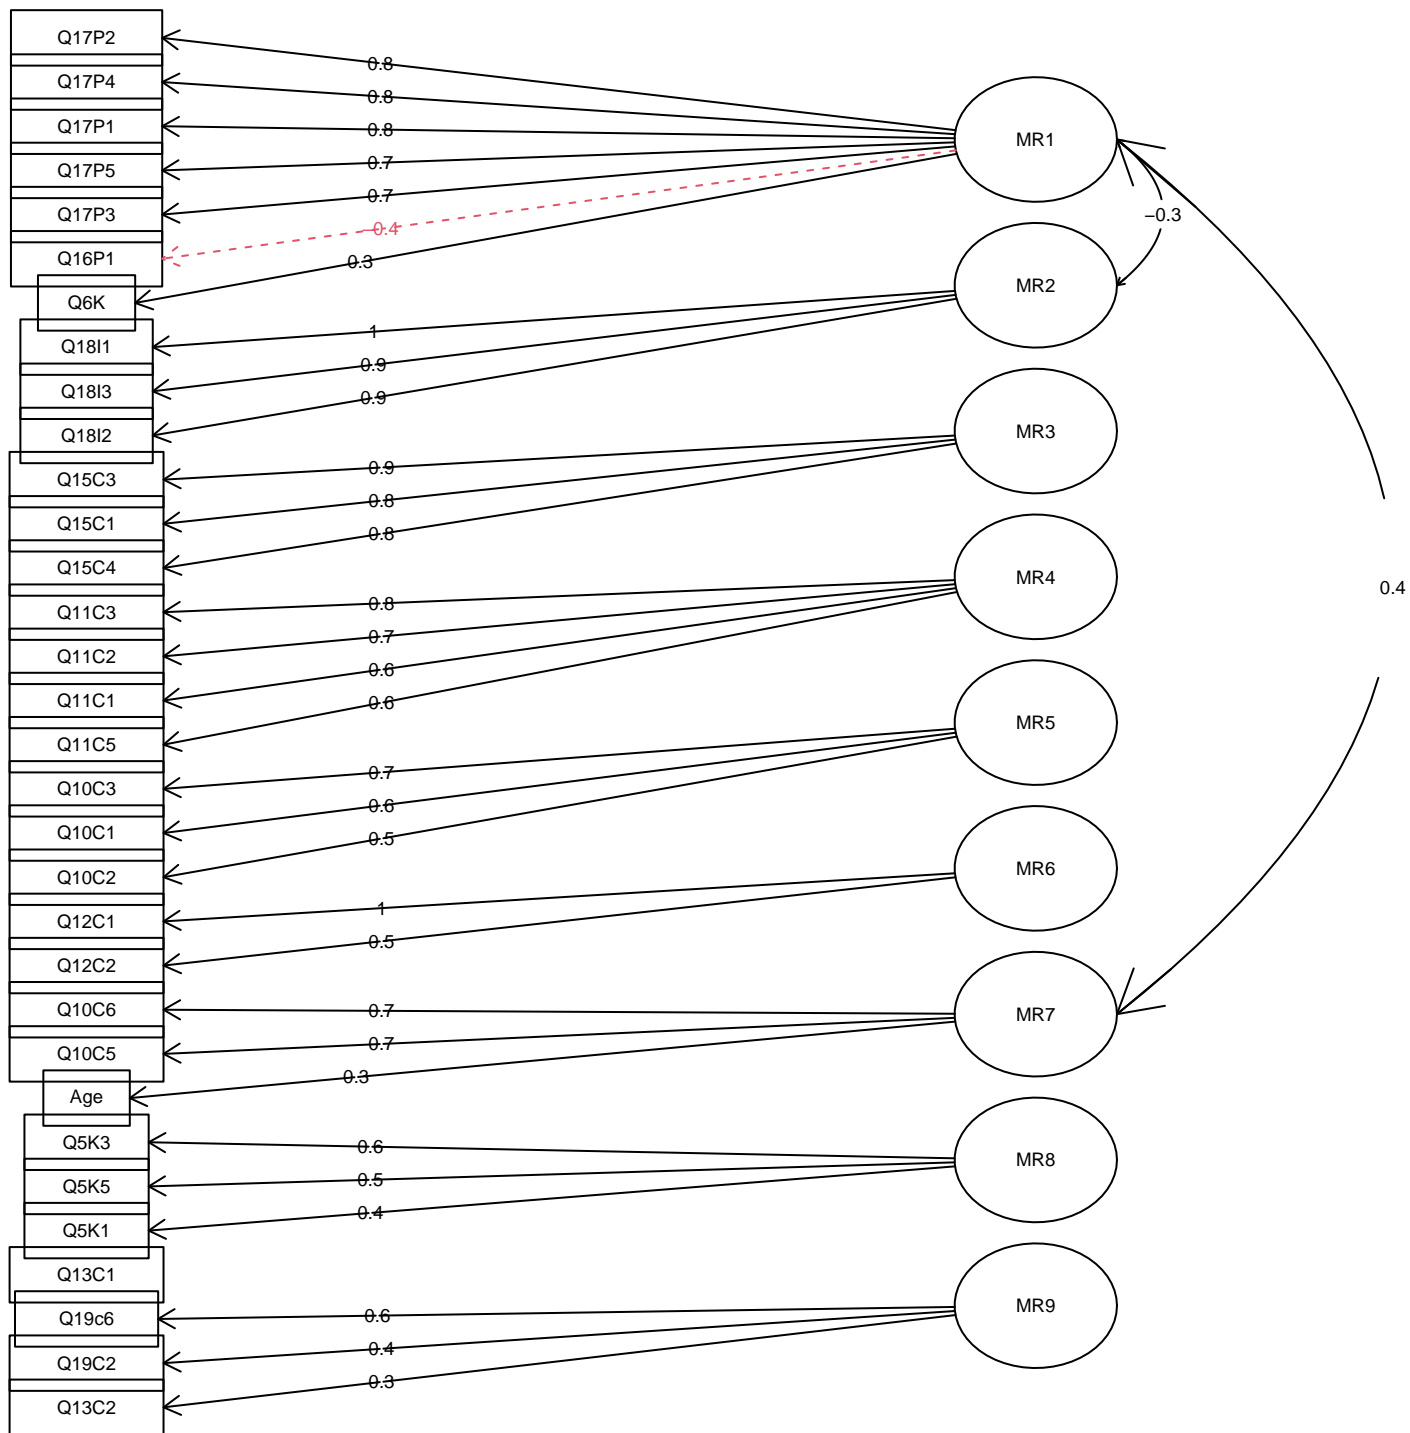 Q17P2
Q17P4
Q17P1
Q17P5
Q17P3
Q16P1
Q6K
Q18I1
Q18I3
Q18I2
Q15C3
Q15C1
Q15C4
Q11C3
Q11C2
Q11C1
Q11C5
Q10C3
Q10C1
Q10C2
Q12C1
Q12C2
Q10C6
Q10C5
Age
Q5K3
Q5K5
Q5K1
Q13C1
Q19c6
Q19C2
Q13C2
0.8
0.8
0.8
0.7
0.7
−0.4
0.3
1
0.9
0.9
0.9
0.8
0.8
0.8
0.7
0.6
0.6
0.7
0.6
0.5
1
0.5
0.7
0.7
0.3
0.6
0.5
0.4
0.6
0.4
0.3
MR1
MR2
MR3
MR4
MR5
MR6
MR7
MR8
MR9
−0.3
0.4